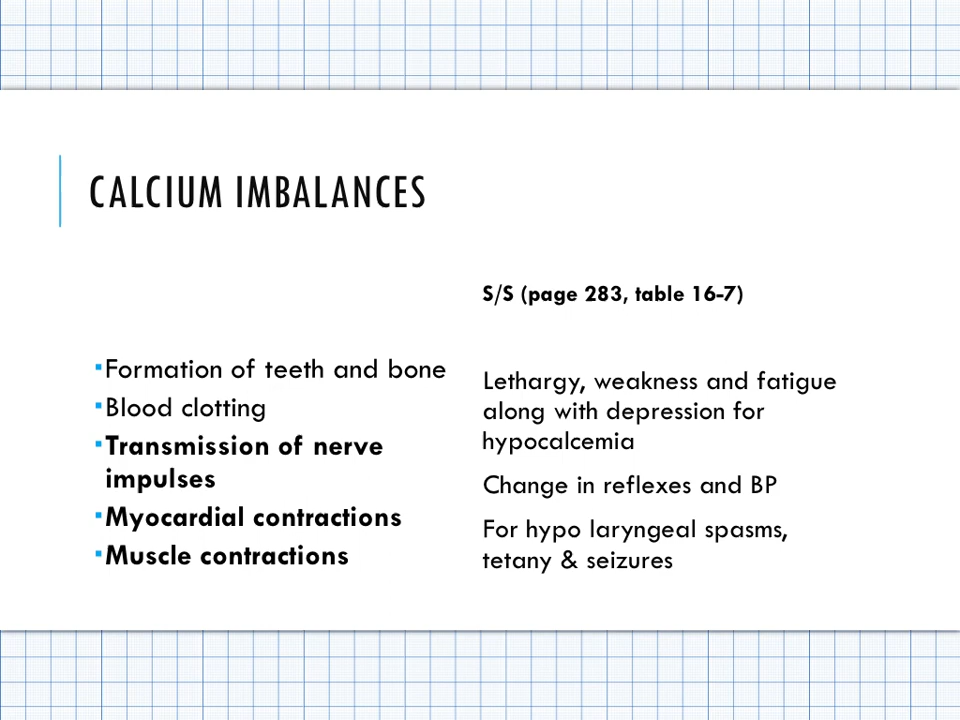 CALCIUM IMBALANCES
▪Formation of teeth and bone
▪Blood clotting
▪Transmission of nerve
impulses
▪Myocardial contractions
▪Muscle contractions
S/S (page 283, table 16-7)
Lethargy, weakness and fatigue
along with depression for
hypocalcemia
Change in reflexes and BP
For hypo laryngeal spasms,
tetany & seizures